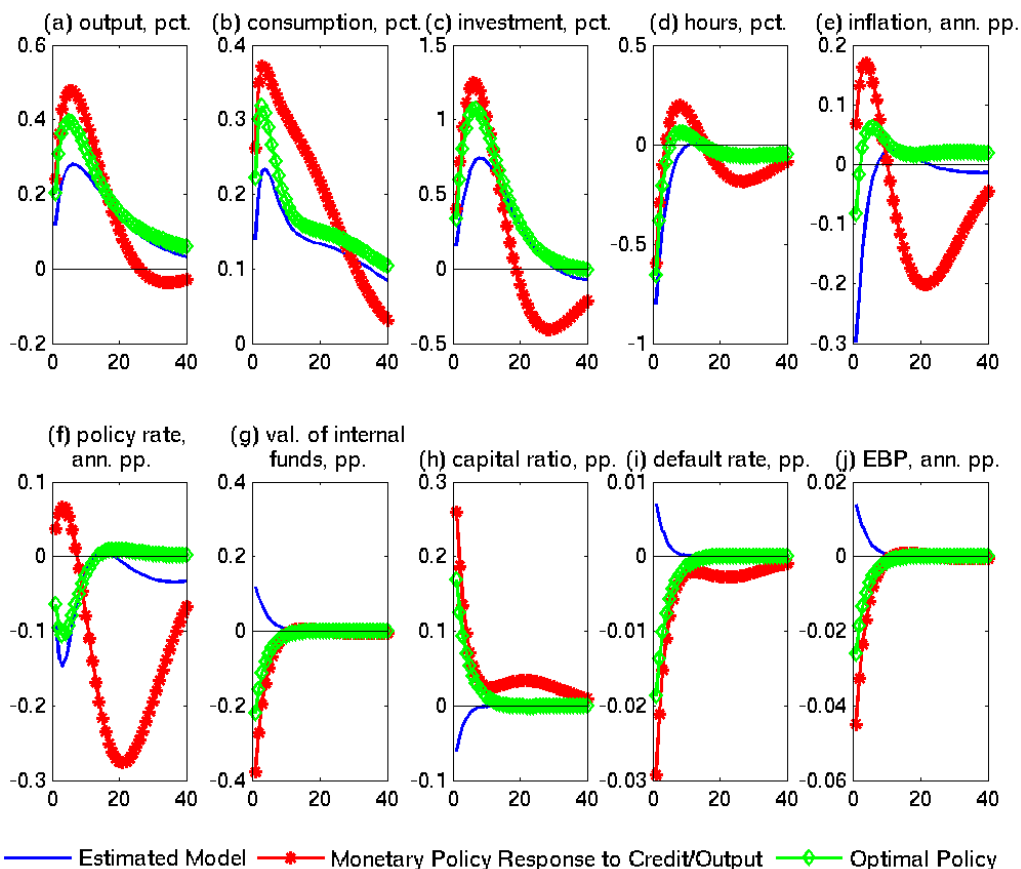 (a) output, pct. (b) consumption, pct. (c) investment, pct. (d) hours, pct. (e) inflation, ann. pp.
0.6 0.4 1.5 0.5 0.2
0.1
0.4 0.3 1 0
0 0.2 0.2 0.5 -0.1
-0.5
0 0.1 0 -0.2
0.2 0 -0.5 -1 -0.3
0 20 40 0 20 40 0 20 40 0 20 40 0 20 40
(f) policy rate, ann. pp. (g) val. of internal funds, pp. (h) capital ratio, pp. (i) default rate, pp. (j) EBP, ann. pp.
0.1 0.4 0.3 0.01 0.02
0 0.2 0.2 0 0
-0.1 0 0.1 -0.01 -0.02
-0.2 -0.2 0 -0.02 -0.04
-0.3 -0.4 -0.1 -0.03 -0.06
0 20 40 0 20 40 0 20 40 0 20 40 0 20 40
Estimated Model Monetary Policy Response to Credit/Output Optimal Policy